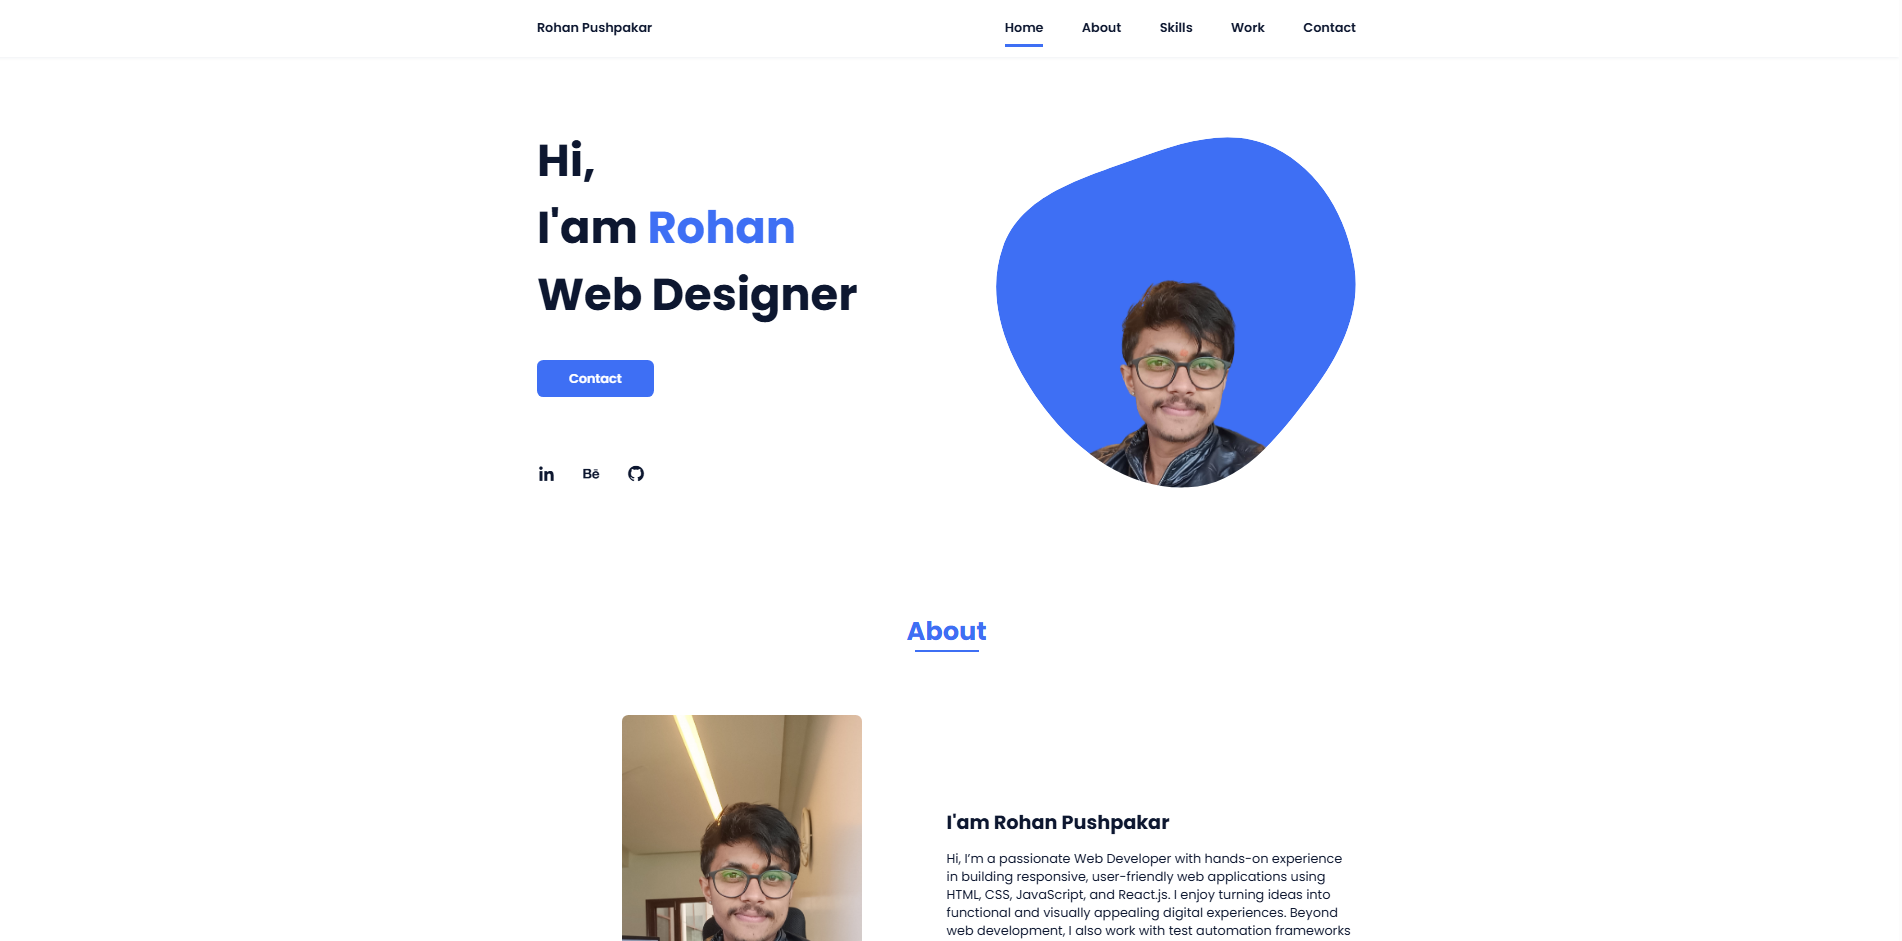 Rohan Pushpakar
Home About Skills Work Contact
Hi,
I'am Rohan
Web Designer
Contact
in Bē
About
I'am Rohan Pushpakar
Hi, I’m a passionate Web Developer with hands-on experience
in building responsive, user-friendly web applications using
HTML, CSS, JavaScript, and React.js. I enjoy turning ideas into
functional and visually appealing digital experiences. Beyond
web development, I also work with test automation frameworks